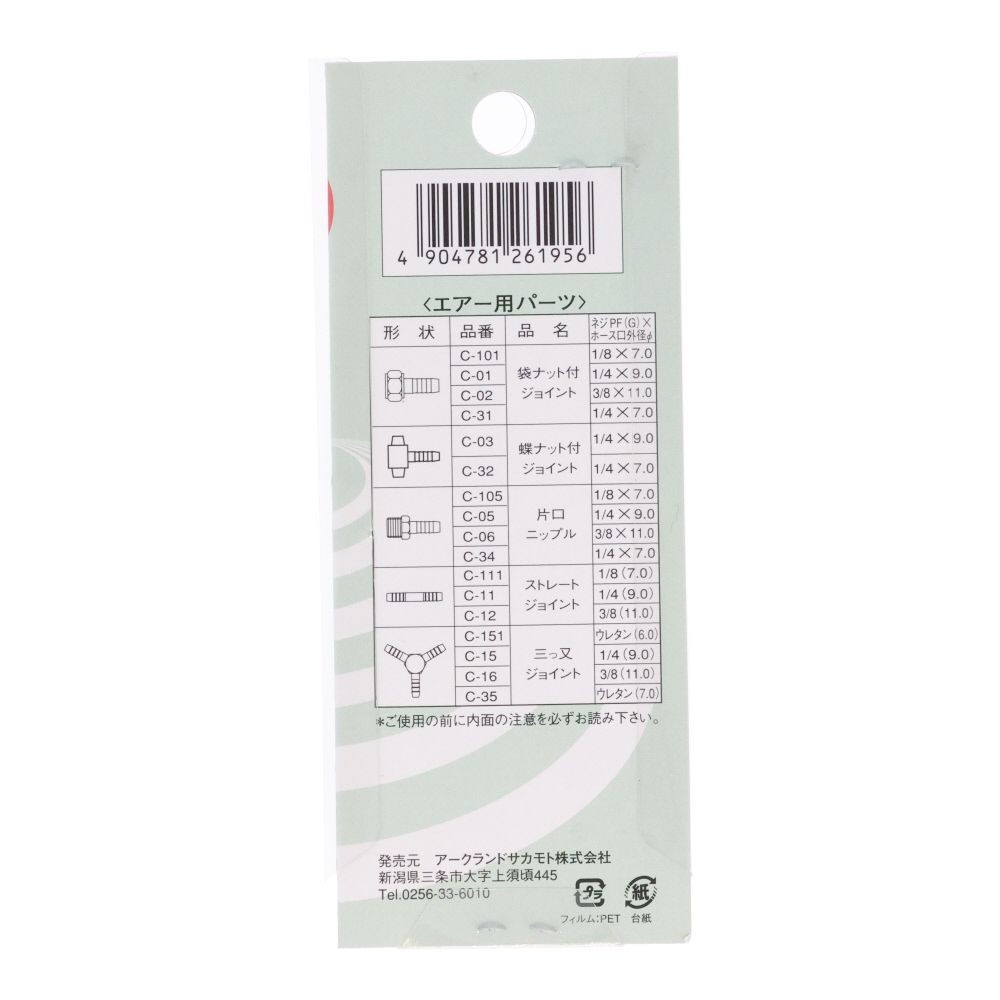 4 904781 261956
〈エアー用パーツ〉
形 状 品番 品 名 ネジPF(G)×
ホース口外径φ
C-101 1/8×7.0
C-01 袋ナット付 1/4×9.0
C-02 ジョイント 3/8×11.0
C-31 1/4×7.0
C-03 蝶ナット付 1/4×9.0
C-32 ジョイント 1/4×7.0
C-105 1/8×7.0
C-05 片口 1/4×9.0
C-06 ニップル 3/8×11.0
C-34 1/4×7.0
C-111 ストレート 1/8(7.0)
C-11 ジョイント 1/4(9.0)
C-12 3/8(11.0)
C-151 ウレタン(6.0)
C-15 三っ又 1/4(9.0)
C-16 ジョイント 3/8(11.0)
C-35 ウレタン(7.0)
*ご使用の前に内面の注意を必ずお読み下さい。
発売元 アークランドサカモト株式会社
新潟県三条市大字上須頃445
Tel.0256-33-6010
プラ 紙
フィルム:PET 台紙